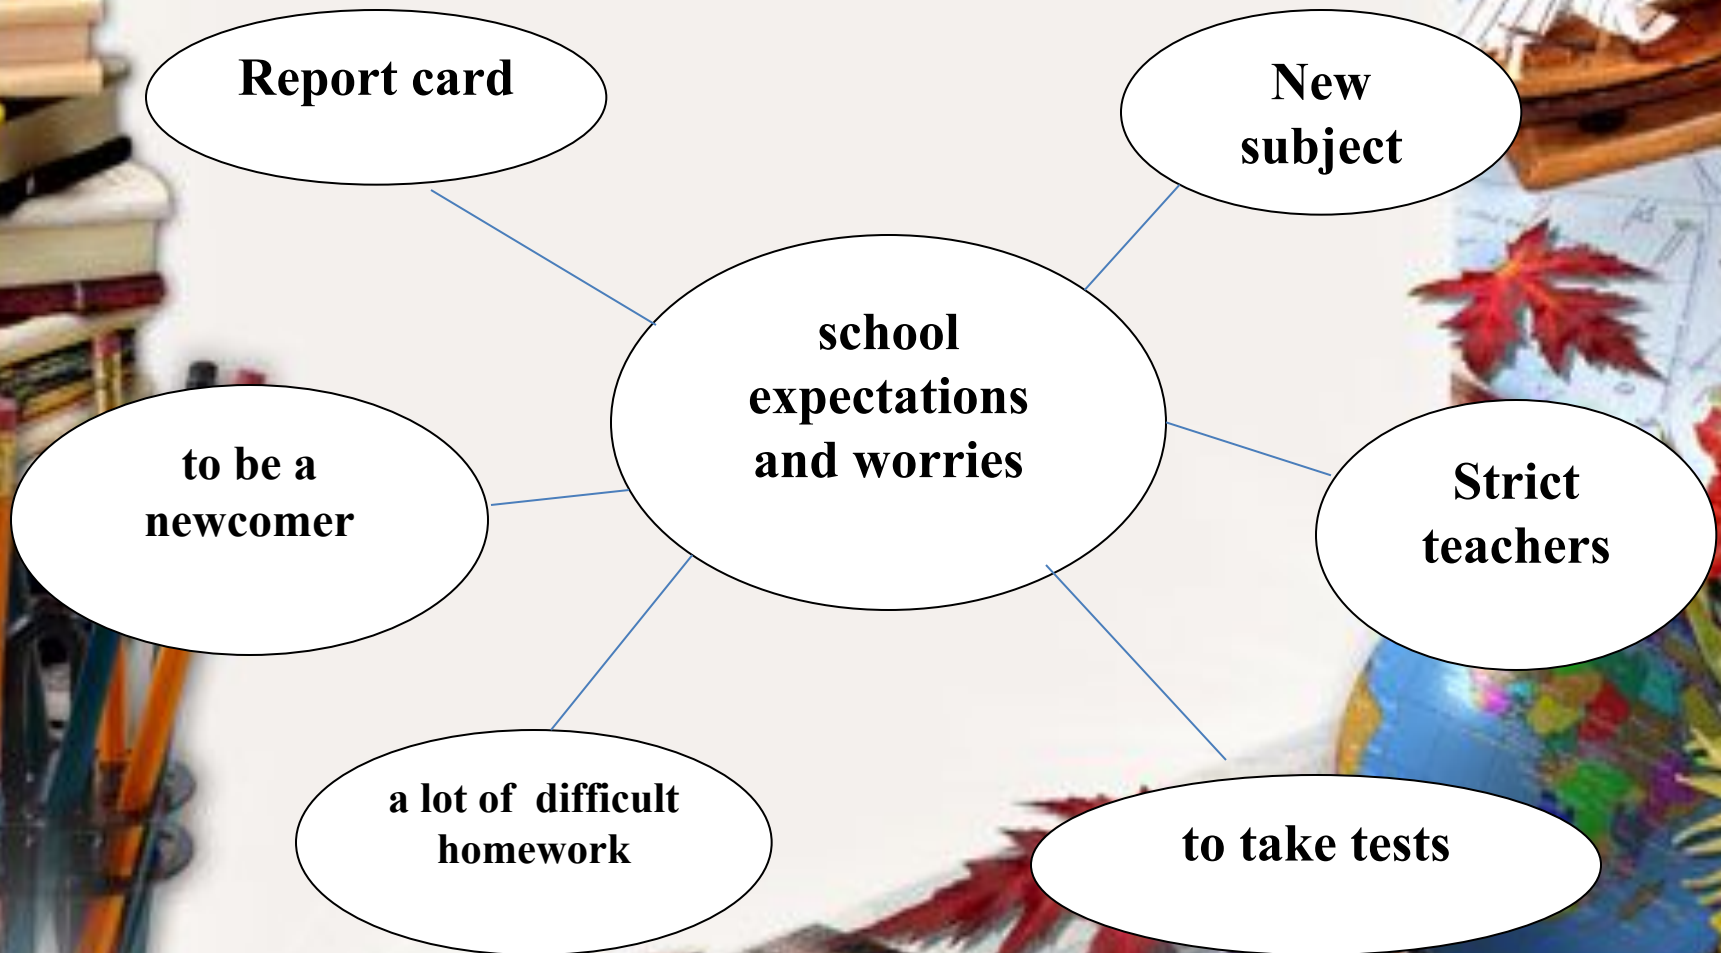 Report card
New
subject
school
expectations
and worries
to be a
newcomer
Strict
teachers
a lot of  difficult
homework
to take tests